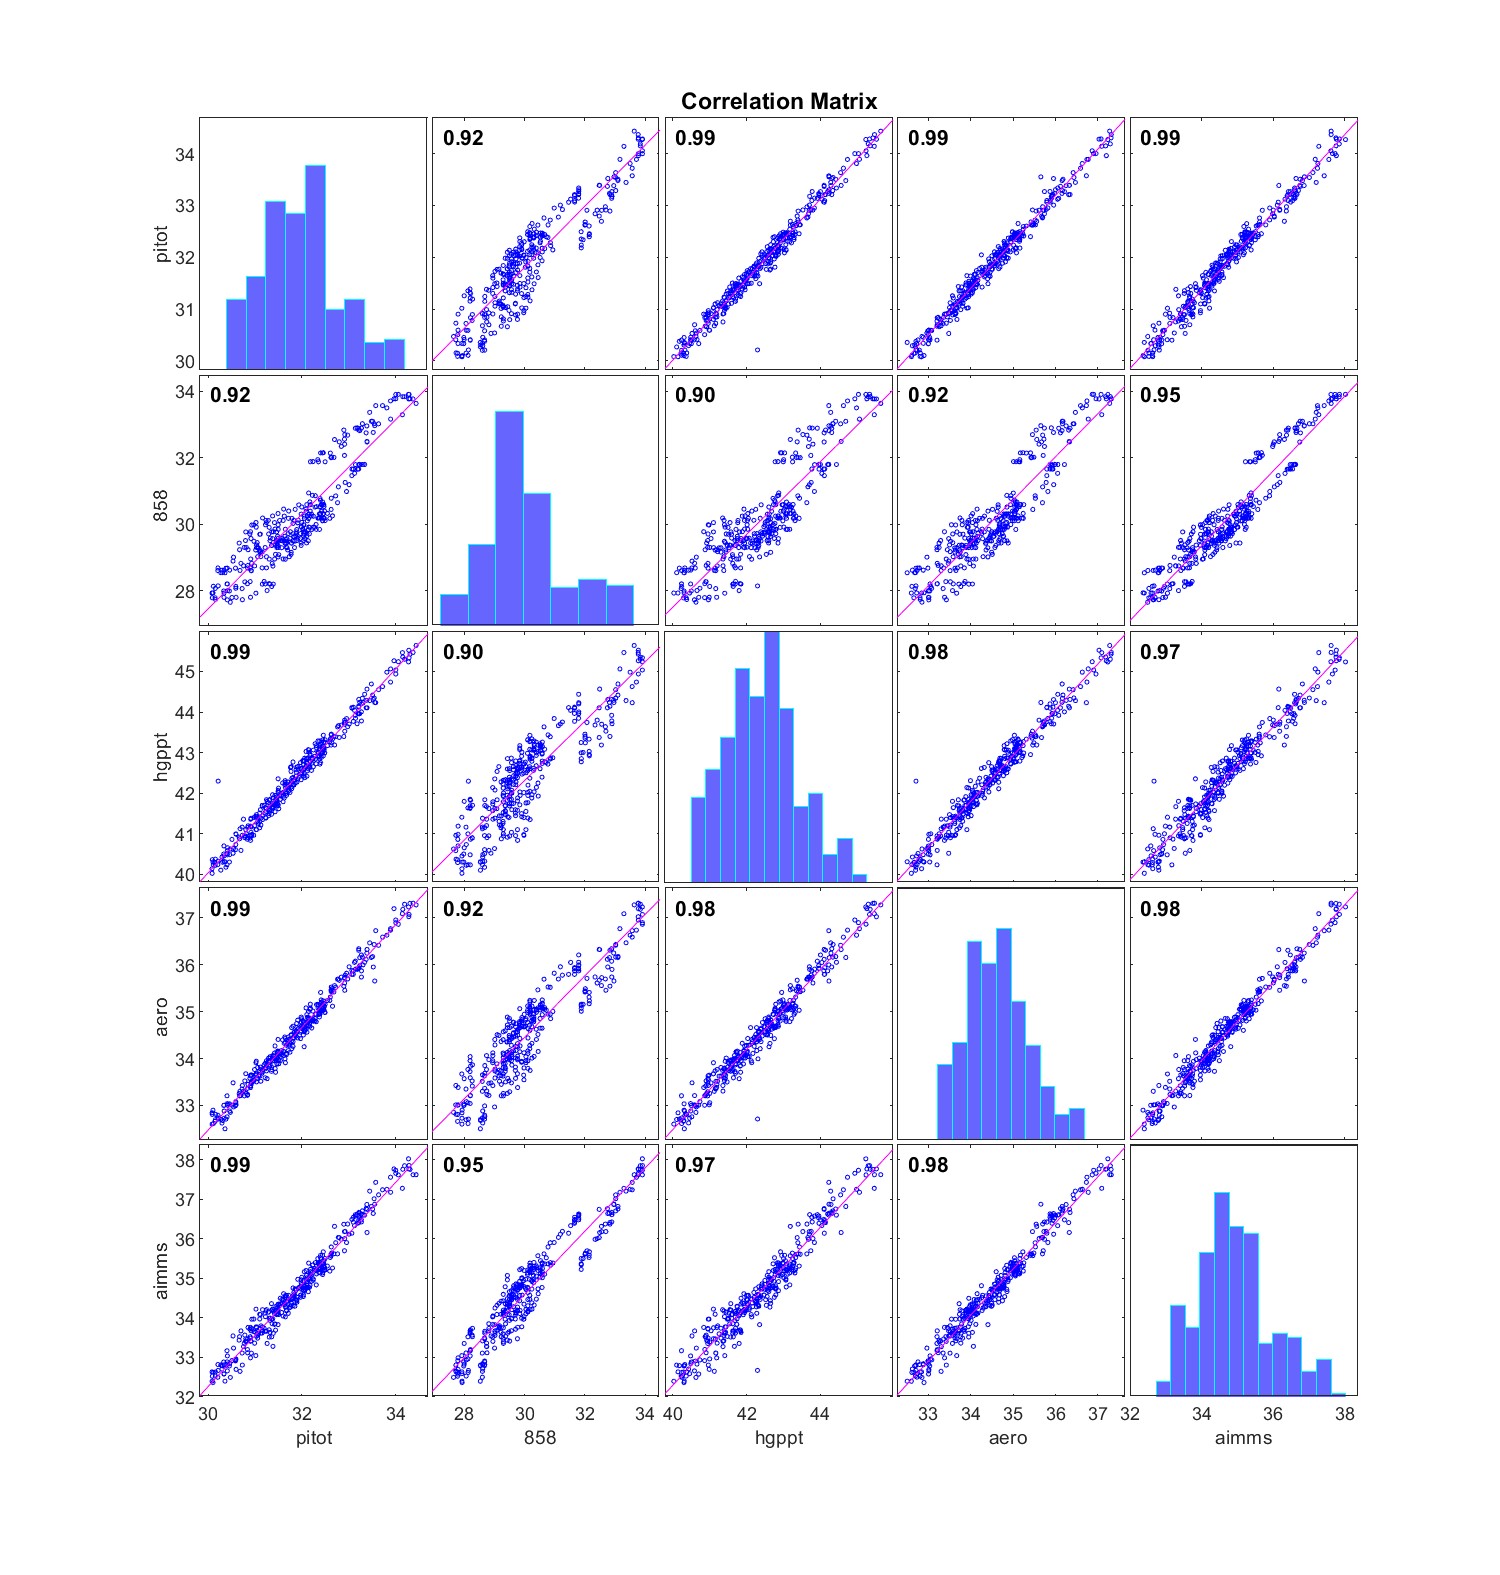 Correlation Matrix
0.92 0.99 0.99 0.99
34
33
32
31
30
pitot
0.92 0.90 0.92 0.95
34
32
30
28
858
0.99 0.90 0.98 0.97
45
44
43
42
41
40
hgppt
0.99 0.92 0.98 0.98
37
36
35
34
33
aero
0.99 0.95 0.97 0.98
38
37
36
35
34
33
32
aimms
30 32 34 28 30 32 34 40 42 44 33 34 35 36 37 32 34 36 38
pitot 858 hgppt aero aimms